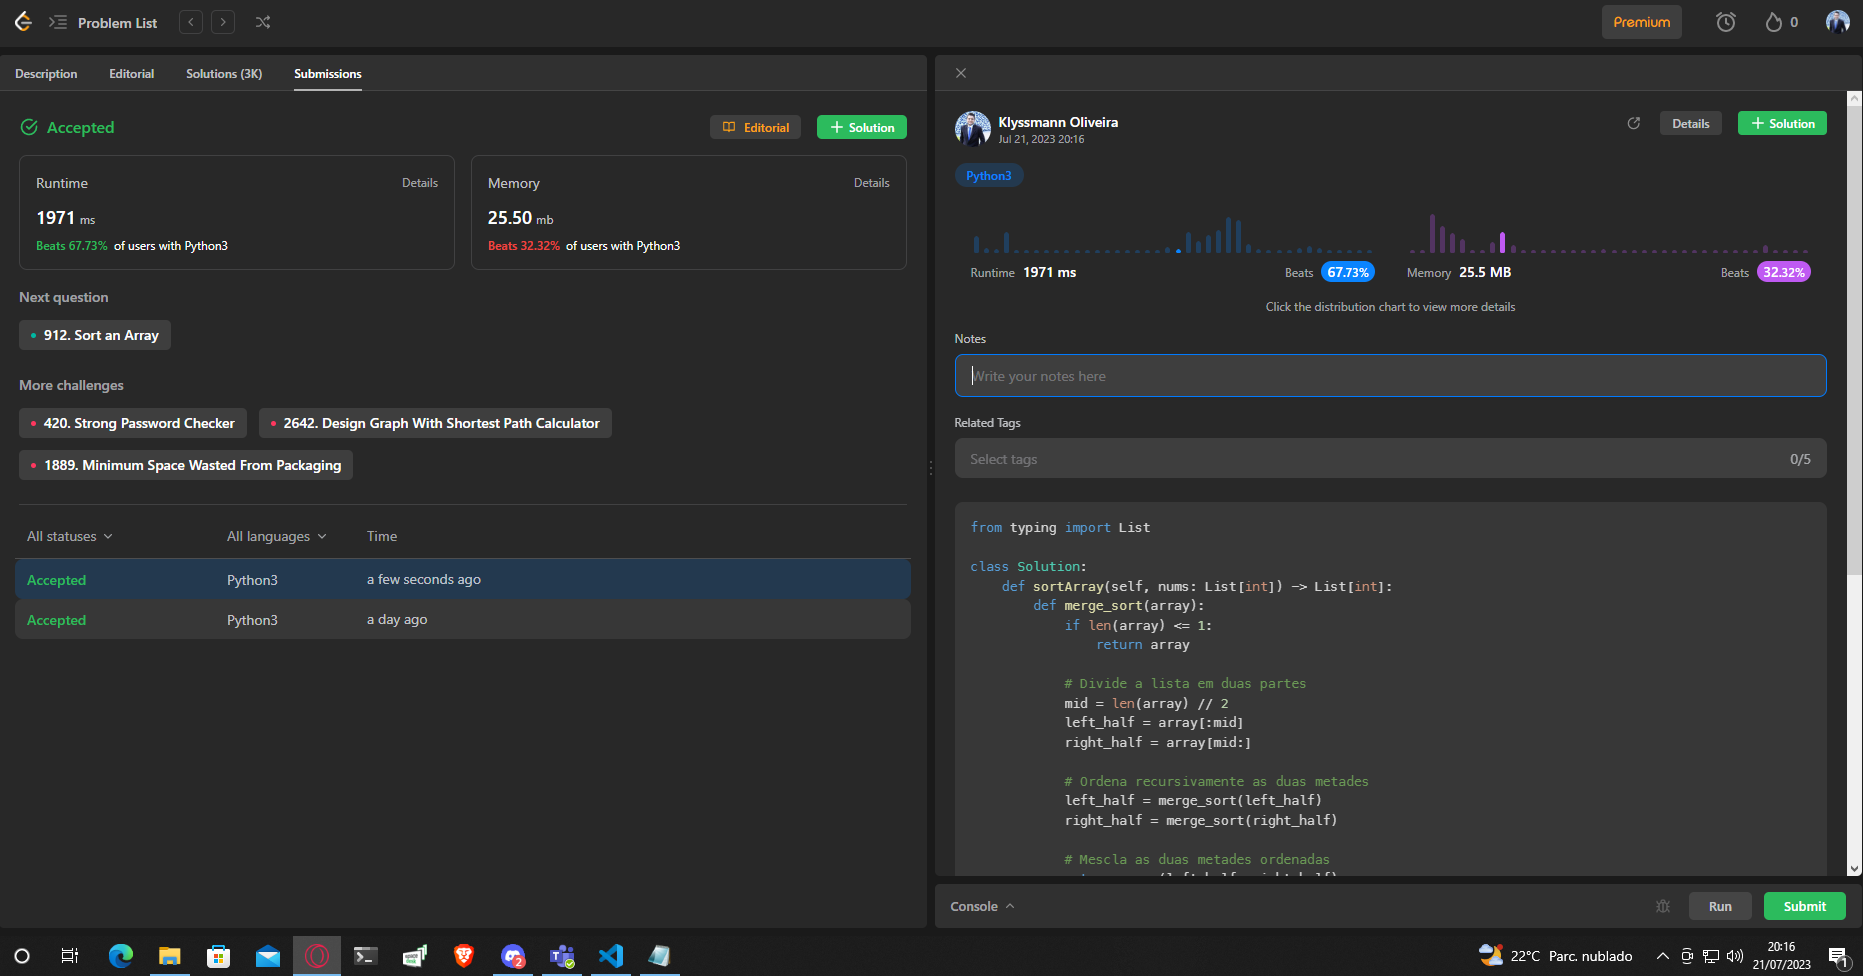 Problem List
Premium
0
Description Editorial Solutions (3K) Submissions
Accepted
Editorial
Solution
Runtime Details
1971 ms
Beats 67.73% of users with Python3
Memory Details
25.50 mb
Beats 32.32% of users with Python3
Next question
912. Sort an Array
More challenges
420. Strong Password Checker
2642. Design Graph With Shortest Path Calculator
1889. Minimum Space Wasted From Packaging
All statuses All languages Time
Accepted Python3 a few seconds ago
Accepted Python3 a day ago
Klyssmann Oliveira
Jul 21, 2023 20:16
Details
Solution
Python3
Runtime 1971 ms Beats 67.73%
Memory 25.5 MB Beats 32.32%
Click the distribution chart to view more details
Notes
Write your notes here
Related Tags
Select tags 0/5
from typing import List
class Solution:
def sortArray(self, nums: List[int]) -> List[int]:
def merge_sort(array):
if len(array) <= 1:
return array
# Divide a lista em duas partes
mid = len(array) // 2
left_half = array[:mid]
right_half = array[mid:]
# Ordena recursivamente as duas metades
left_half = merge_sort(left_half)
right_half = merge_sort(right_half)
# Mescla as duas metades ordenadas
Console
Run
Submit
2
22°C Parc. nublado
20:16
21/07/2023
1